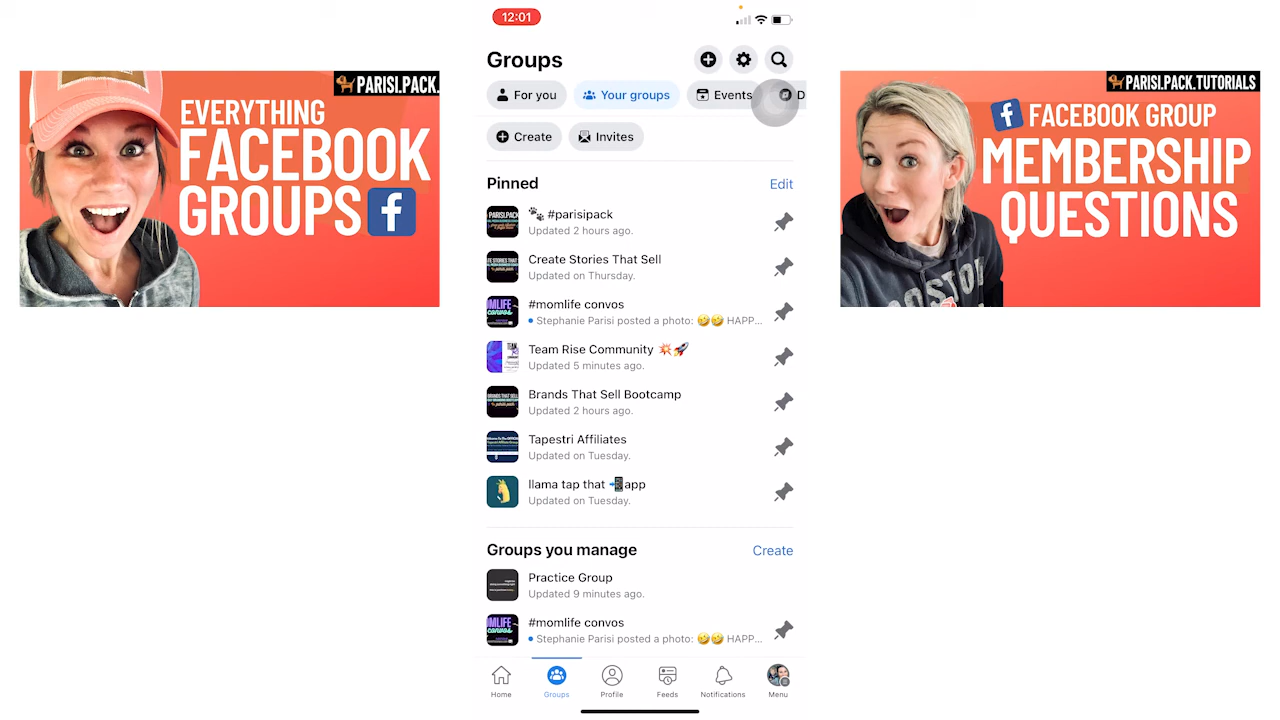 PARISI.PACK.
EVERYTHING
FACEBOOK
GROUPS
12:01
Groups
For you
Your groups
Events
D
Create
Invites
Pinned
Edit
🐾 #parisipack
Updated 2 hours ago.
Create Stories That Sell
Updated on Thursday.
#momlife convos
Stephanie Parisi posted a photo: 🤣🤣 HAPP...
Team Rise Community 💥🚀
Updated 5 minutes ago.
Brands That Sell Bootcamp
Updated 2 hours ago.
Tapestri Affiliates
Updated on Tuesday.
llama tap that 📲app
Updated on Tuesday.
Groups you manage
Create
Practice Group
Updated 9 minutes ago.
#momlife convos
Stephanie Parisi posted a photo: 🤣🤣 HAPP...
Home
Groups
Profile
Feeds
Notifications
Menu
PARISI.PACK.TUTORIALS
FACEBOOK GROUP
MEMBERSHIP
QUESTIONS
BOSTON